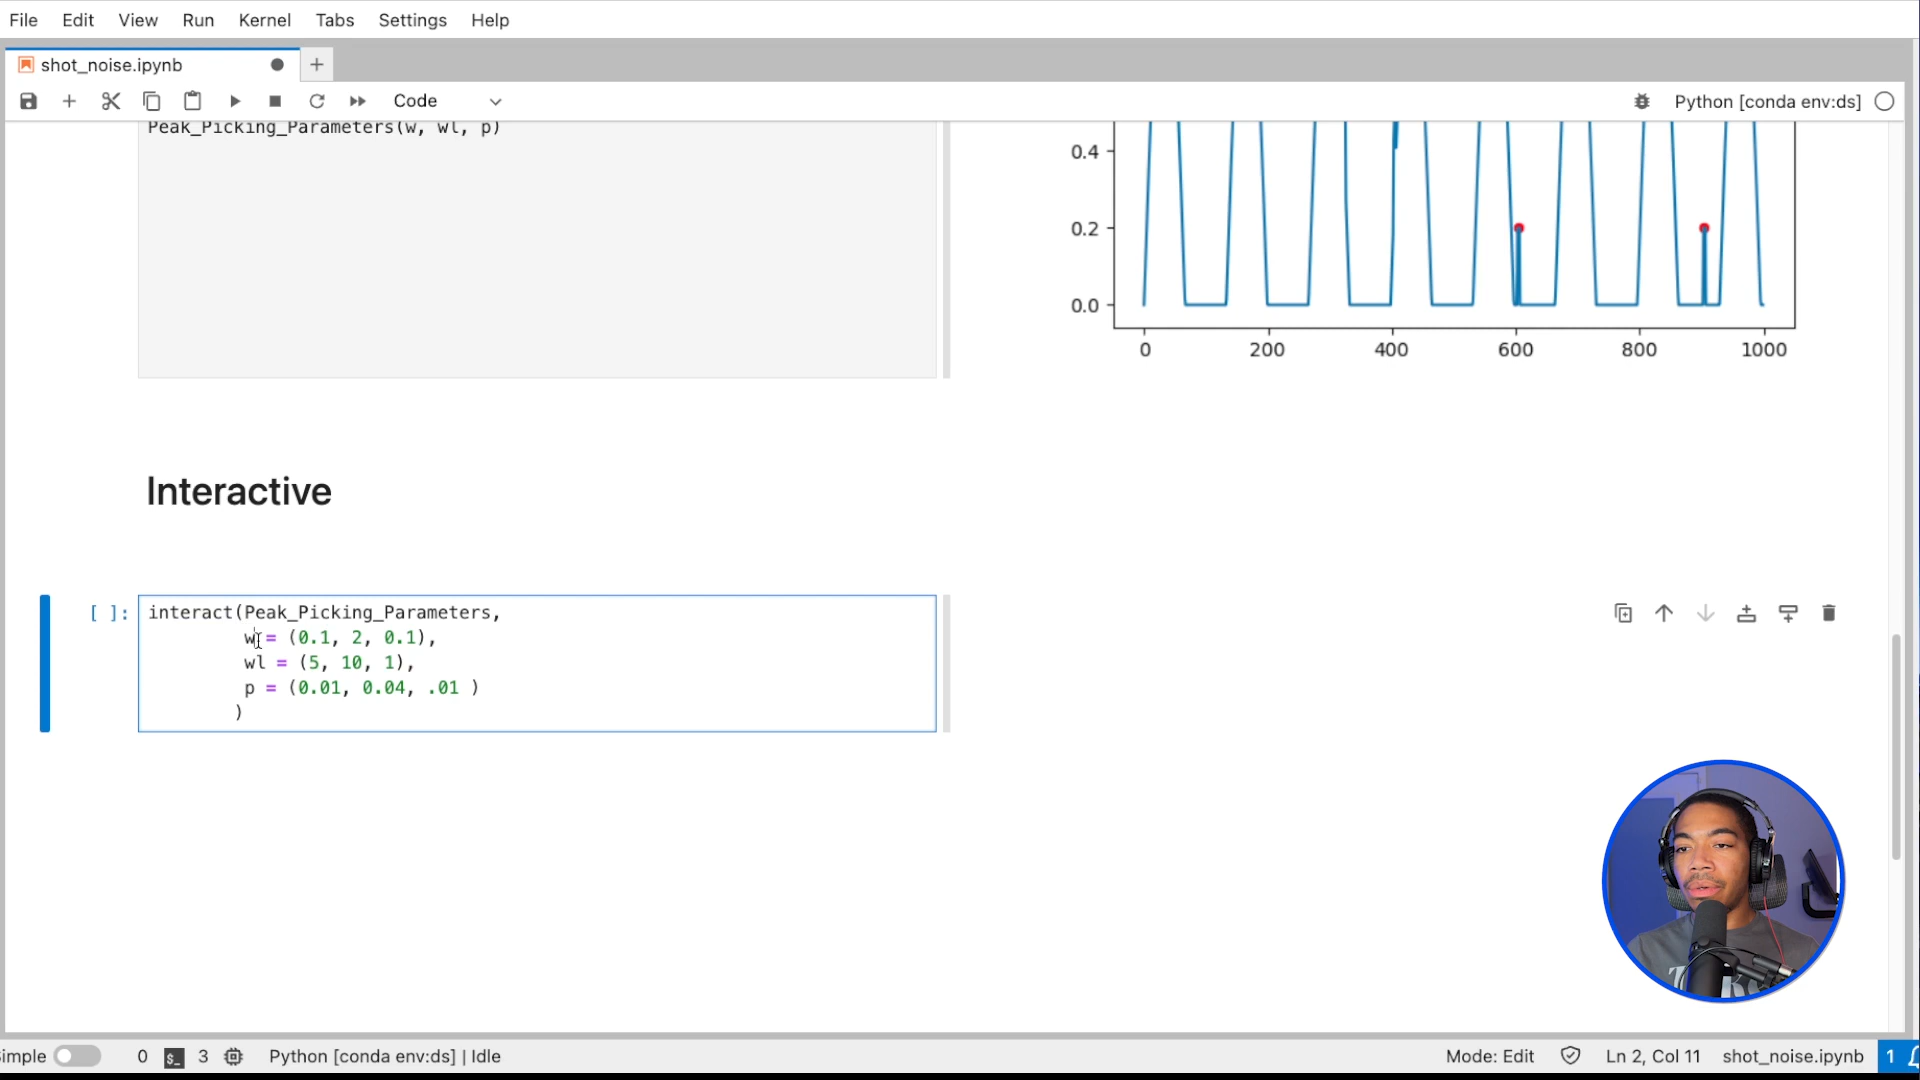 File Edit View Run Kernel Tabs Settings Help
shot_noise.ipynb
Code
Python [conda env:ds]
Peak_Picking_Parameters(w, wl, p)
0.4
0.2
0.0
0 200 400 600 800 1000
Interactive
[ ]: interact(Peak_Picking_Parameters,
w = (0.1, 2, 0.1),
wl = (5, 10, 1),
p = (0.01, 0.04, .01 )
)
imple 0 $_ 3 Python [conda env:ds] | Idle Mode: Edit Ln 2, Col 11 shot_noise.ipynb 1